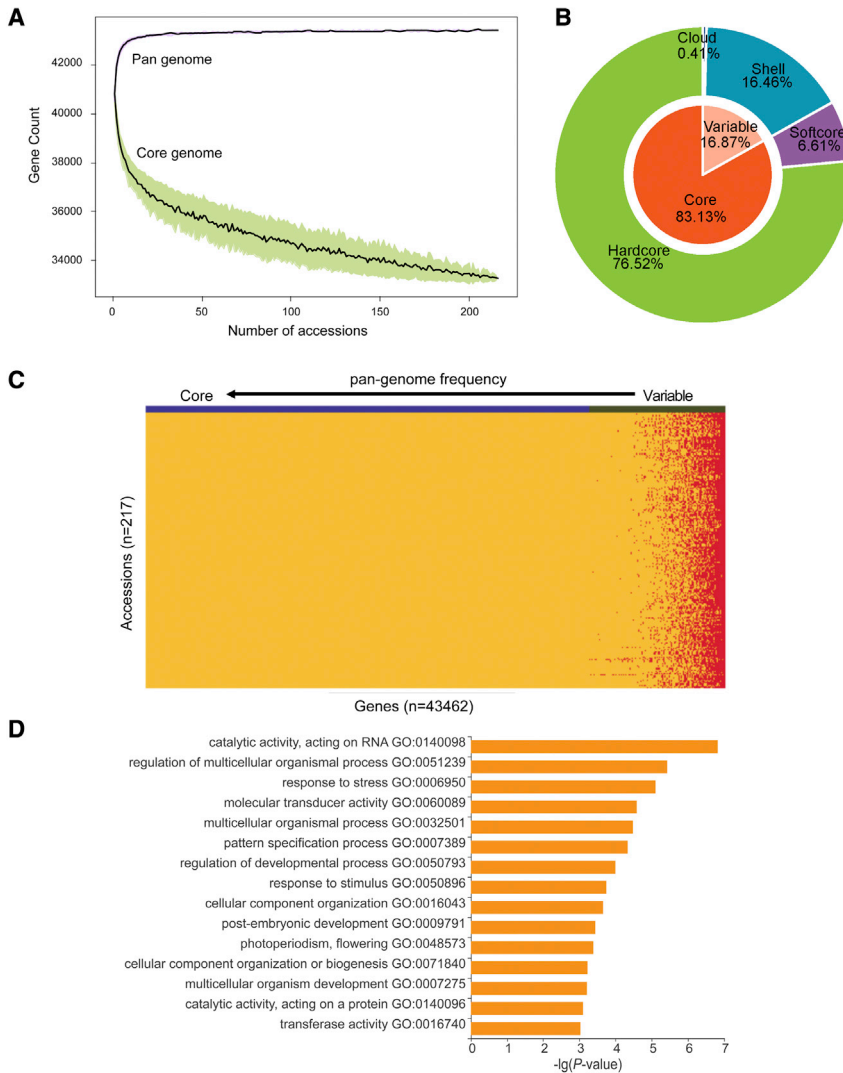 A
Gene Count
42000
40000
38000
36000
34000
Pan genome
Core genome
0
50
100
150
200
Number of accessions
B
Cloud
0.41%
Shell
16.46%
Softcore
6.61%
Variable
16.87%
Core
83.13%
Hardcore
76.52%
C
pan-genome frequency
Core
Variable
Accessions (n=217)
Genes (n=43462)
D
catalytic activity, acting on RNA GO:0140098
regulation of multicellular organismal process GO:0051239
response to stress GO:0006950
molecular transducer activity GO:0060089
multicellular organismal process GO:0032501
pattern specification process GO:0007389
regulation of developmental process GO:0050793
response to stimulus GO:0050896
cellular component organization GO:0016043
post-embryonic development GO:0009791
photoperiodism, flowering GO:0048573
cellular component organization or biogenesis GO:0071840
multicellular organism development GO:0007275
catalytic activity, acting on a protein GO:0140096
transferase activity GO:0016740
0 1 2 3 4 5 6 7
-lg(P-value)